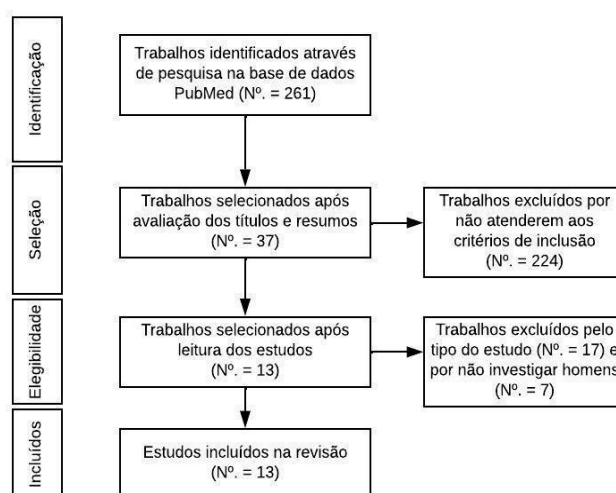 Identificação
Trabalhos identificados através
de pesquisa na base de dados
PubMed (Nº. = 261)
Seleção
Trabalhos selecionados após
avaliação dos títulos e resumos
(Nº. = 37)
Trabalhos excluídos por
não atenderem aos
critérios de inclusão
(Nº. = 224)
Elegibilidade
Trabalhos selecionados após
leitura dos estudos
(Nº. = 13)
Trabalhos excluídos pelo
tipo do estudo (Nº. = 17) e
por não investigar homens
(Nº. = 7)
Incluídos
Estudos incluídos na revisão
(Nº. = 13)